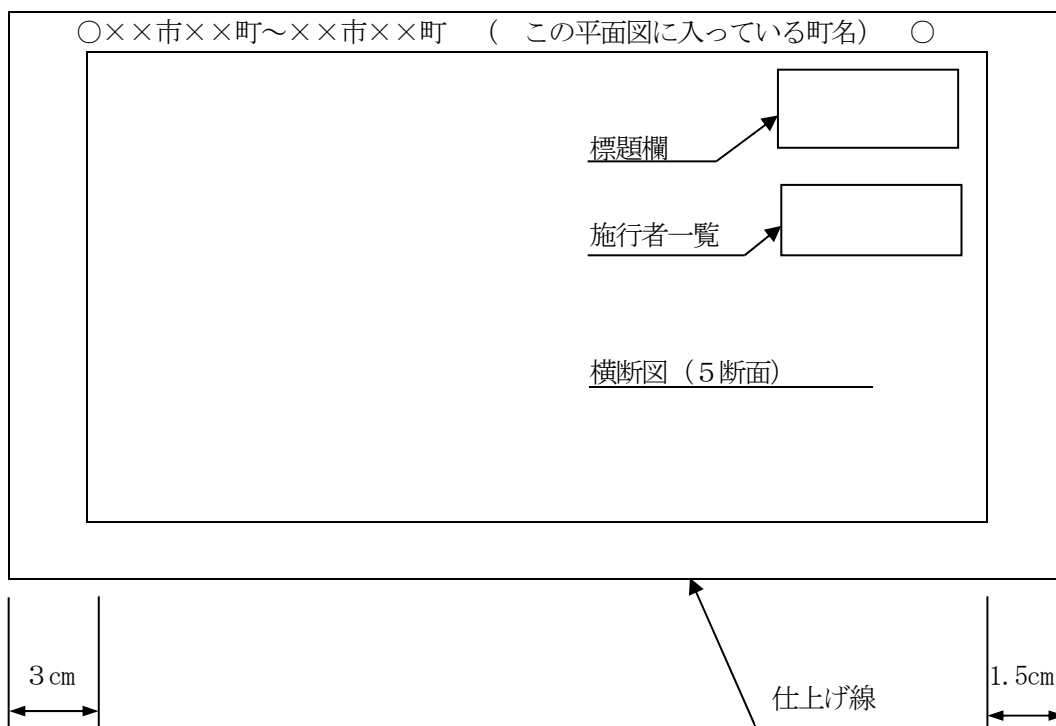 ○××市××町～××市××町　（　この平面図に入っている町名）　○
標題欄
施行者一覧
横断図（５断面）
３cm
仕上げ線
1.5cm